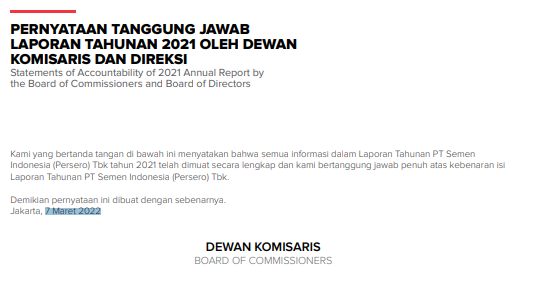 PERNYATAAN TANGGUNG JAWAB
LAPORAN TAHUNAN 2021 OLEH DEWAN
KOMISARIS DAN DIREKSI
Statements of Accountability of 2021 Annual Report by
the Board of Commissioners and Board of Directors
Kami yang bertanda tangan di bawah ini menyatakan bahwa semua informasi dalam Laporan Tahunan PT Semen
Indonesia (Persero) Tbk tahun 2021 telah dimuat secara lengkap dan kami bertanggung jawab penuh atas kebenaran isi
Laporan Tahunan PT Semen Indonesia (Persero) Tbk.
Demikian pernyataan ini dibuat dengan sebenarnya.
Jakarta, 7 Maret 2022
DEWAN KOMISARIS
BOARD OF COMMISSIONERS